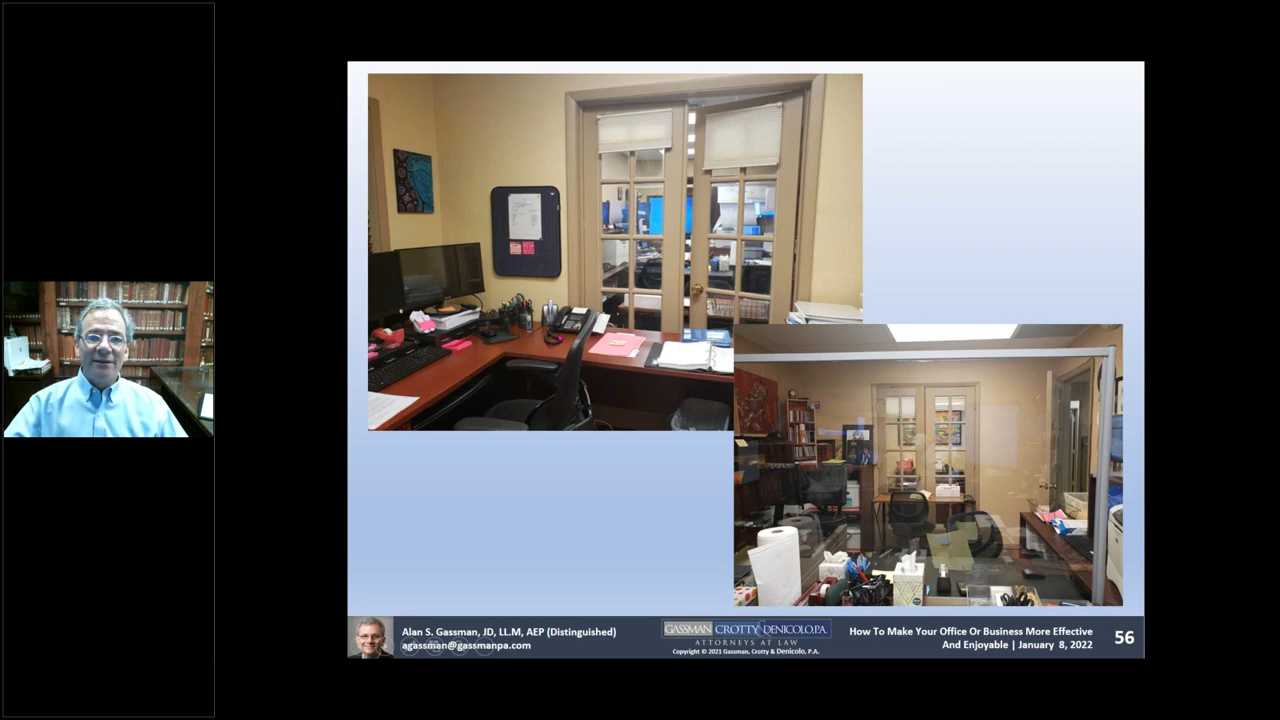 Alan S. Gassman, JD, LL.M, AEP (Distinguished)
agassman@gassmanpa.com
GASSMAN CROTTY & DENICOLO, P.A.
ATTORNEYS AT LAW
Copyright © 2021 Gassman, Crotty & Denicolo, P.A.
How To Make Your Office Or Business More Effective
And Enjoyable | January 8, 2022
56